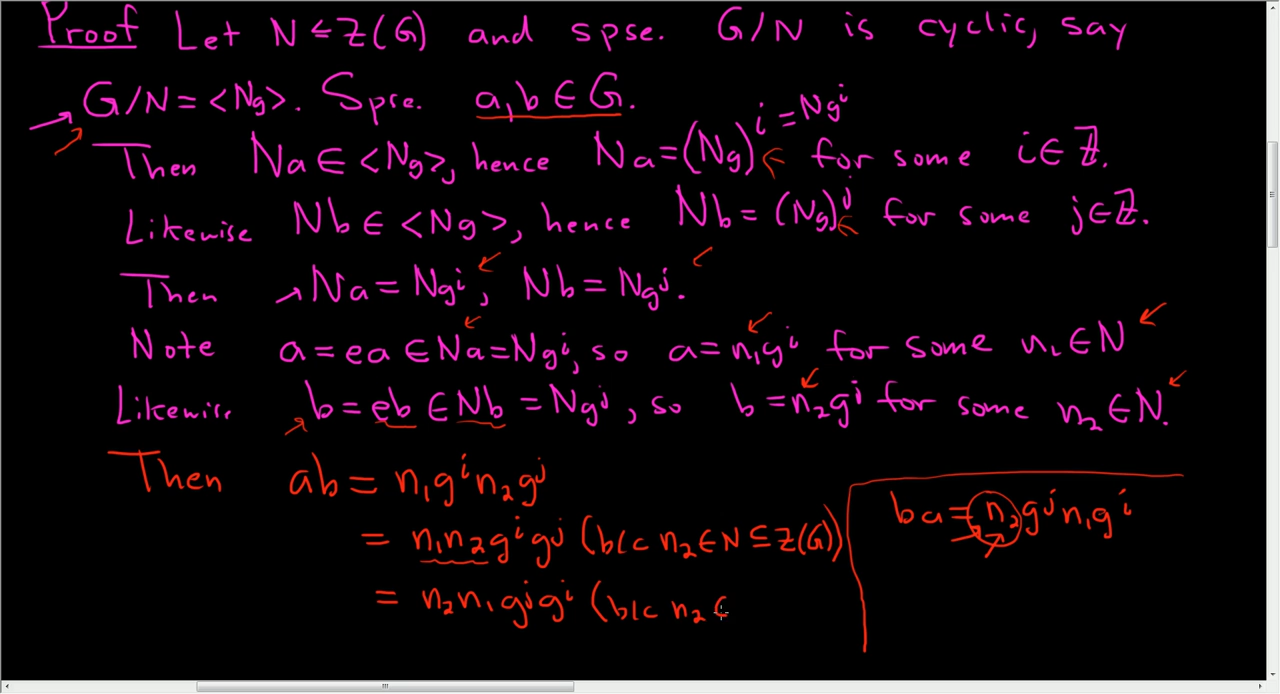 Proof Let N ≤ Z(G) and spse. G/N is cyclic, say
G/N = <Ng>. Spse. a,b ∈ G.
Then Na ∈ <Ng>, hence Na = (Ng)^i = Ng^i for some i ∈ ℤ.
Likewise Nb ∈ <Ng>, hence Nb = (Ng)^j for some j ∈ ℤ.
Then Na = Ng^i, Nb = Ng^j.
Note a = ea ∈ Na = Ng^i, so a = n₁g^i for some n₁ ∈ N
Likewise b = eb ∈ Nb = Ng^j, so b = n₂g^j for some n₂ ∈ N.
Then ab = n₁g^i n₂g^j
= n₁n₂g^i g^j (b/c n₂ ∈ N ⊆ Z(G))
= n₂n₁g^j g^i (b/c n₂ ∈
ba = n₂g^j n₁g^i